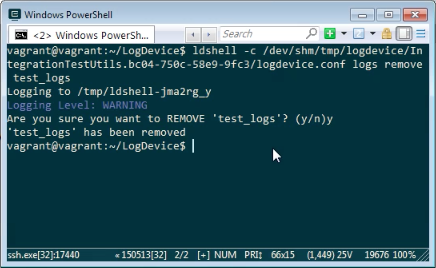 Windows PowerShell
<2> Windows PowerSh...
Search
vagrant@vagrant:~/LogDevice$ ldshell -c /dev/shm/tmp/logdevice/In
tegrationTestUtils.bc04-750c-58e9-9fc3/logdevice.conf logs remove
test_logs
Logging to /tmp/ldshell-jma2rg_y
Logging Level: WARNING
Are you sure you want to REMOVE 'test_logs'? (y/n)y
'test_logs' has been removed
vagrant@vagrant:~/LogDevice$
ssh.exe[32]:17440 «150513[32] 2/2 [+] NUM PRI↕ 66x15 (1,449) 25V 19676 100%